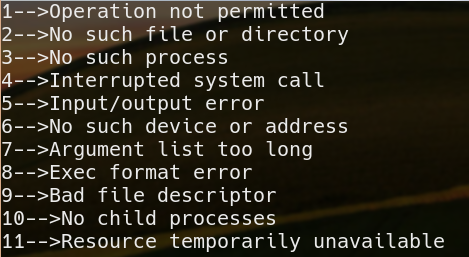 1-->Operation not permitted
2-->No such file or directory
3-->No such process
4-->Interrupted system call
5-->Input/output error
6-->No such device or address
7-->Argument list too long
8-->Exec format error
9-->Bad file descriptor
10-->No child processes
11-->Resource temporarily unavailable